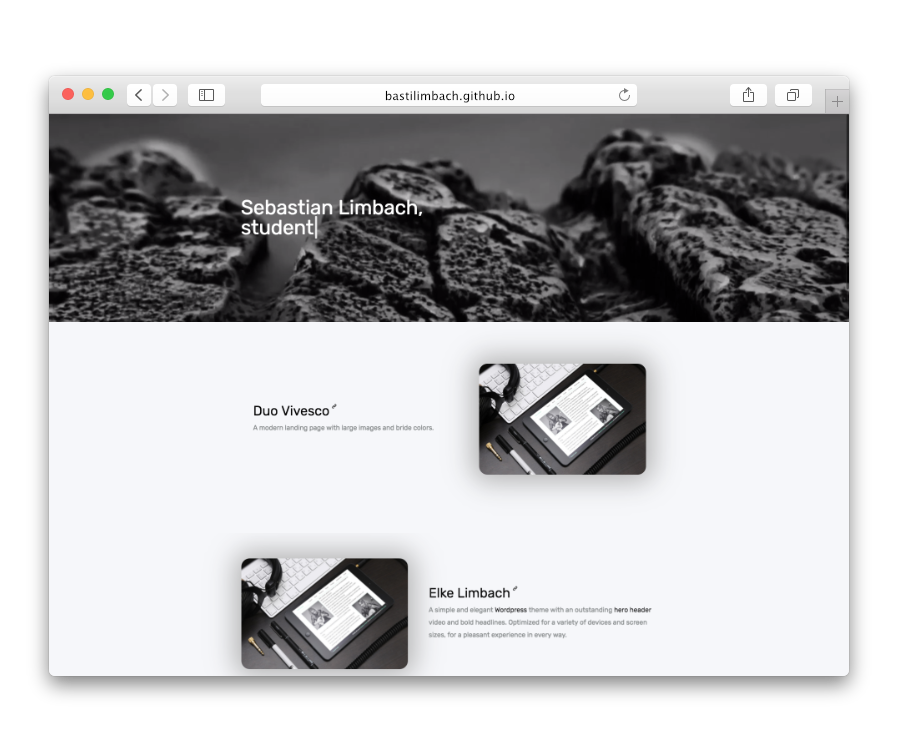 bastilimbach.github.io
Sebastian Limbach,
student
Duo Vivesco
A modern landing page with large images and bride colors.
Elke Limbach
A simple and elegant Wordpress theme with an outstanding hero header
video and bold headlines. Optimized for a variety of devices and screen
sizes, for a pleasant experience in every way.